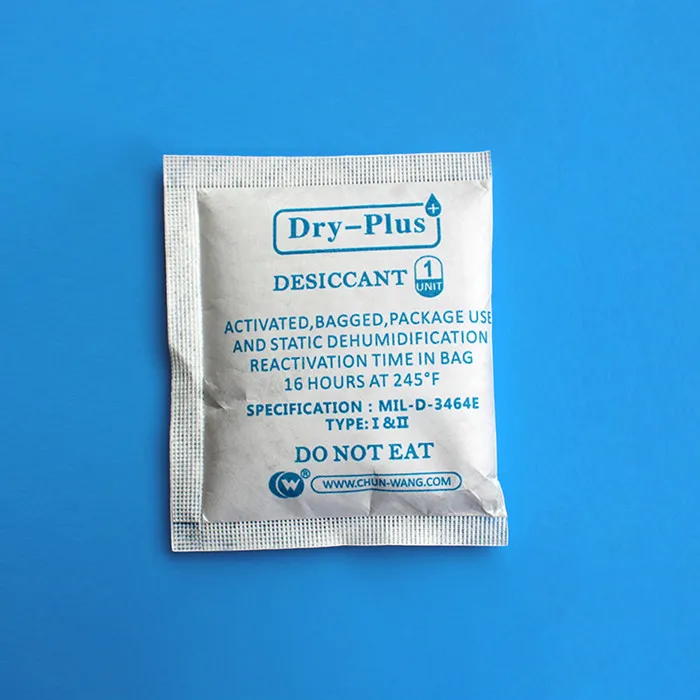 Dry-Plus
DESICCANT 1 UNIT
ACTIVATED,BAGGED,PACKAGE USE
AND STATIC DEHUMIDIFICATION
REACTIVATION TIME IN BAG
16 HOURS AT 245°F
SPECIFICATION : MIL-D-3464E
TYPE: I & II
DO NOT EAT
CW® WWW.CHUN-WANG.COM